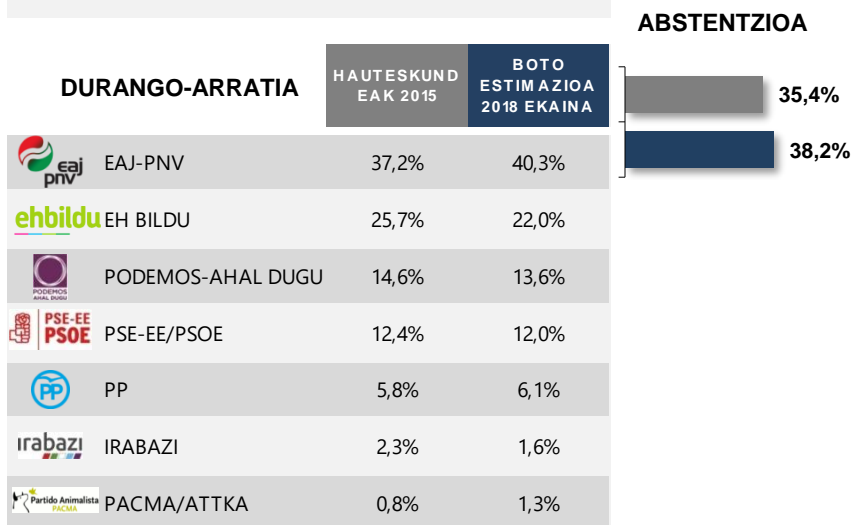 ABSTENTZIOA
DURANGO-ARRATIA
HAUTESKUND
EAK 2015
BOTO
ESTIMAZIOA
2018 EKAINA
35,4%
38,2%
eaj
pnv
EAJ-PNV 37,2% 40,3%
ehbildu EH BILDU 25,7% 22,0%
PODEMOS
AHAL DUGU
PODEMOS-AHAL DUGU 14,6% 13,6%
PSE-EE
PSOE
PSE-EE/PSOE 12,4% 12,0%
PP PP 5,8% 6,1%
irabazi IRABAZI 2,3% 1,6%
Partido Animalista
PACMA
PACMA/ATTKA 0,8% 1,3%